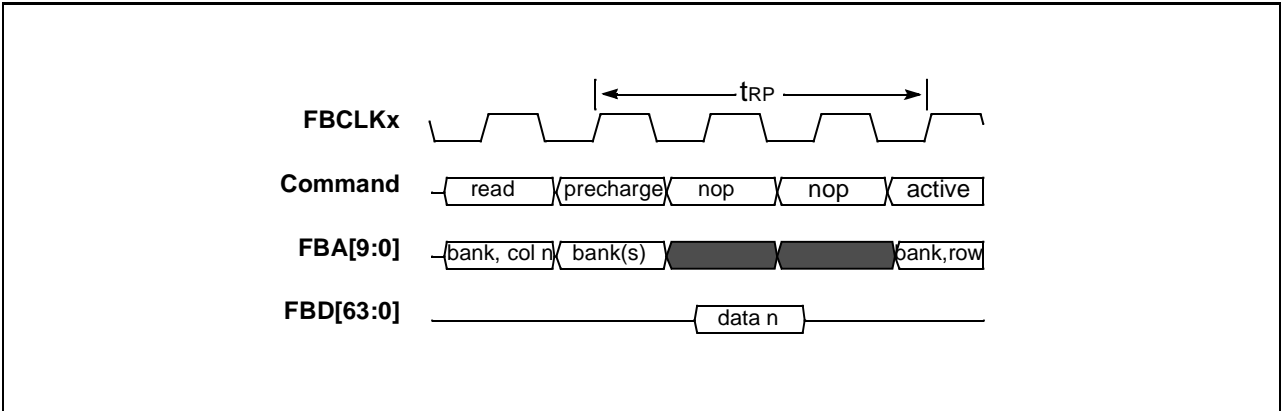 tRP
FBCLKx
Command read precharge nop nop active
FBA[9:0] bank, col n bank(s) bank,row
FBD[63:0] data n